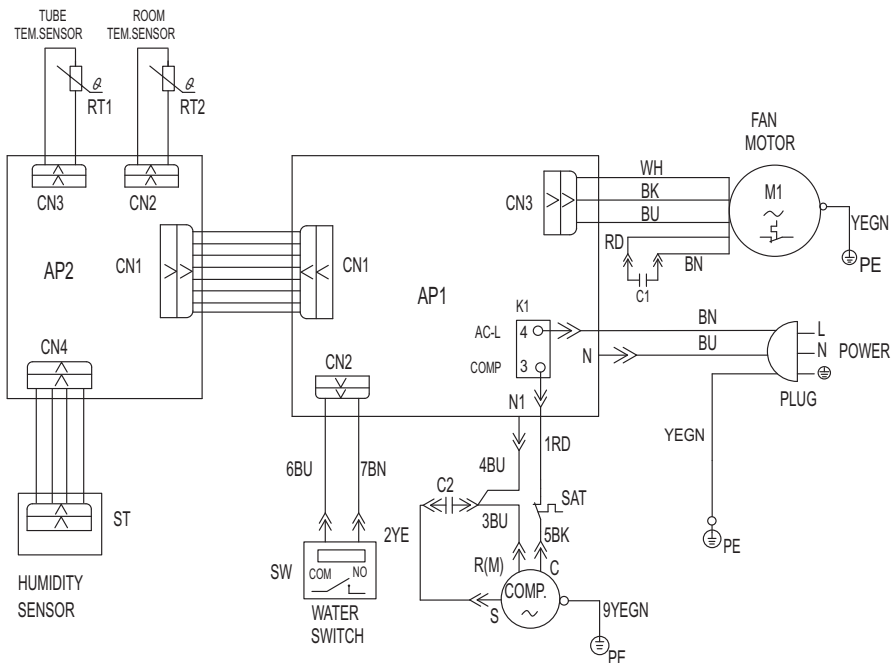 TUBE
TEM.SENSOR
ROOM
TEM.SENSOR
θ
RT1
θ
RT2
CN3
CN2
CN1
AP2
CN4
ST
HUMIDITY
SENSOR
CN1
AP1
CN3
WH
BK
BU
RD
BN
C1
FAN
MOTOR
M1
YEGN
PE
K1
AC-L
4
COMP
3
N
BN
BU
L
N
POWER
PLUG
YEGN
PE
CN2
N1
6BU
7BN
4BU
1RD
C2
SAT
3BU
5BK
2YE
SW
COM
NO
WATER
SWITCH
R(M)
C
COMP.
S
9YEGN
PE